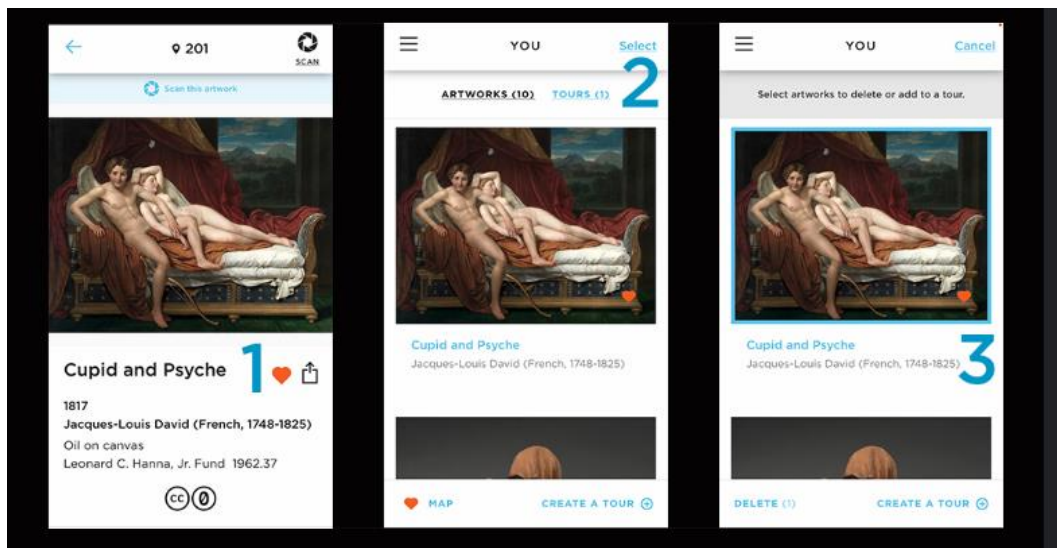 201
SCAN
Scan this artwork
1
Cupid and Psyche
1817
Jacques-Louis David (French, 1748-1825)
Oil on canvas
Leonard C. Hanna, Jr. Fund 1962.37
cc 0
YOU
Select
2
ARTWORKS (10) TOURS (1)
Cupid and Psyche
Jacques-Louis David (French, 1748-1825)
MAP
CREATE A TOUR
YOU
Cancel
Select artworks to delete or add to a tour.
Cupid and Psyche
3
Jacques-Louis David (French, 1748-1825)
DELETE (1)
CREATE A TOUR